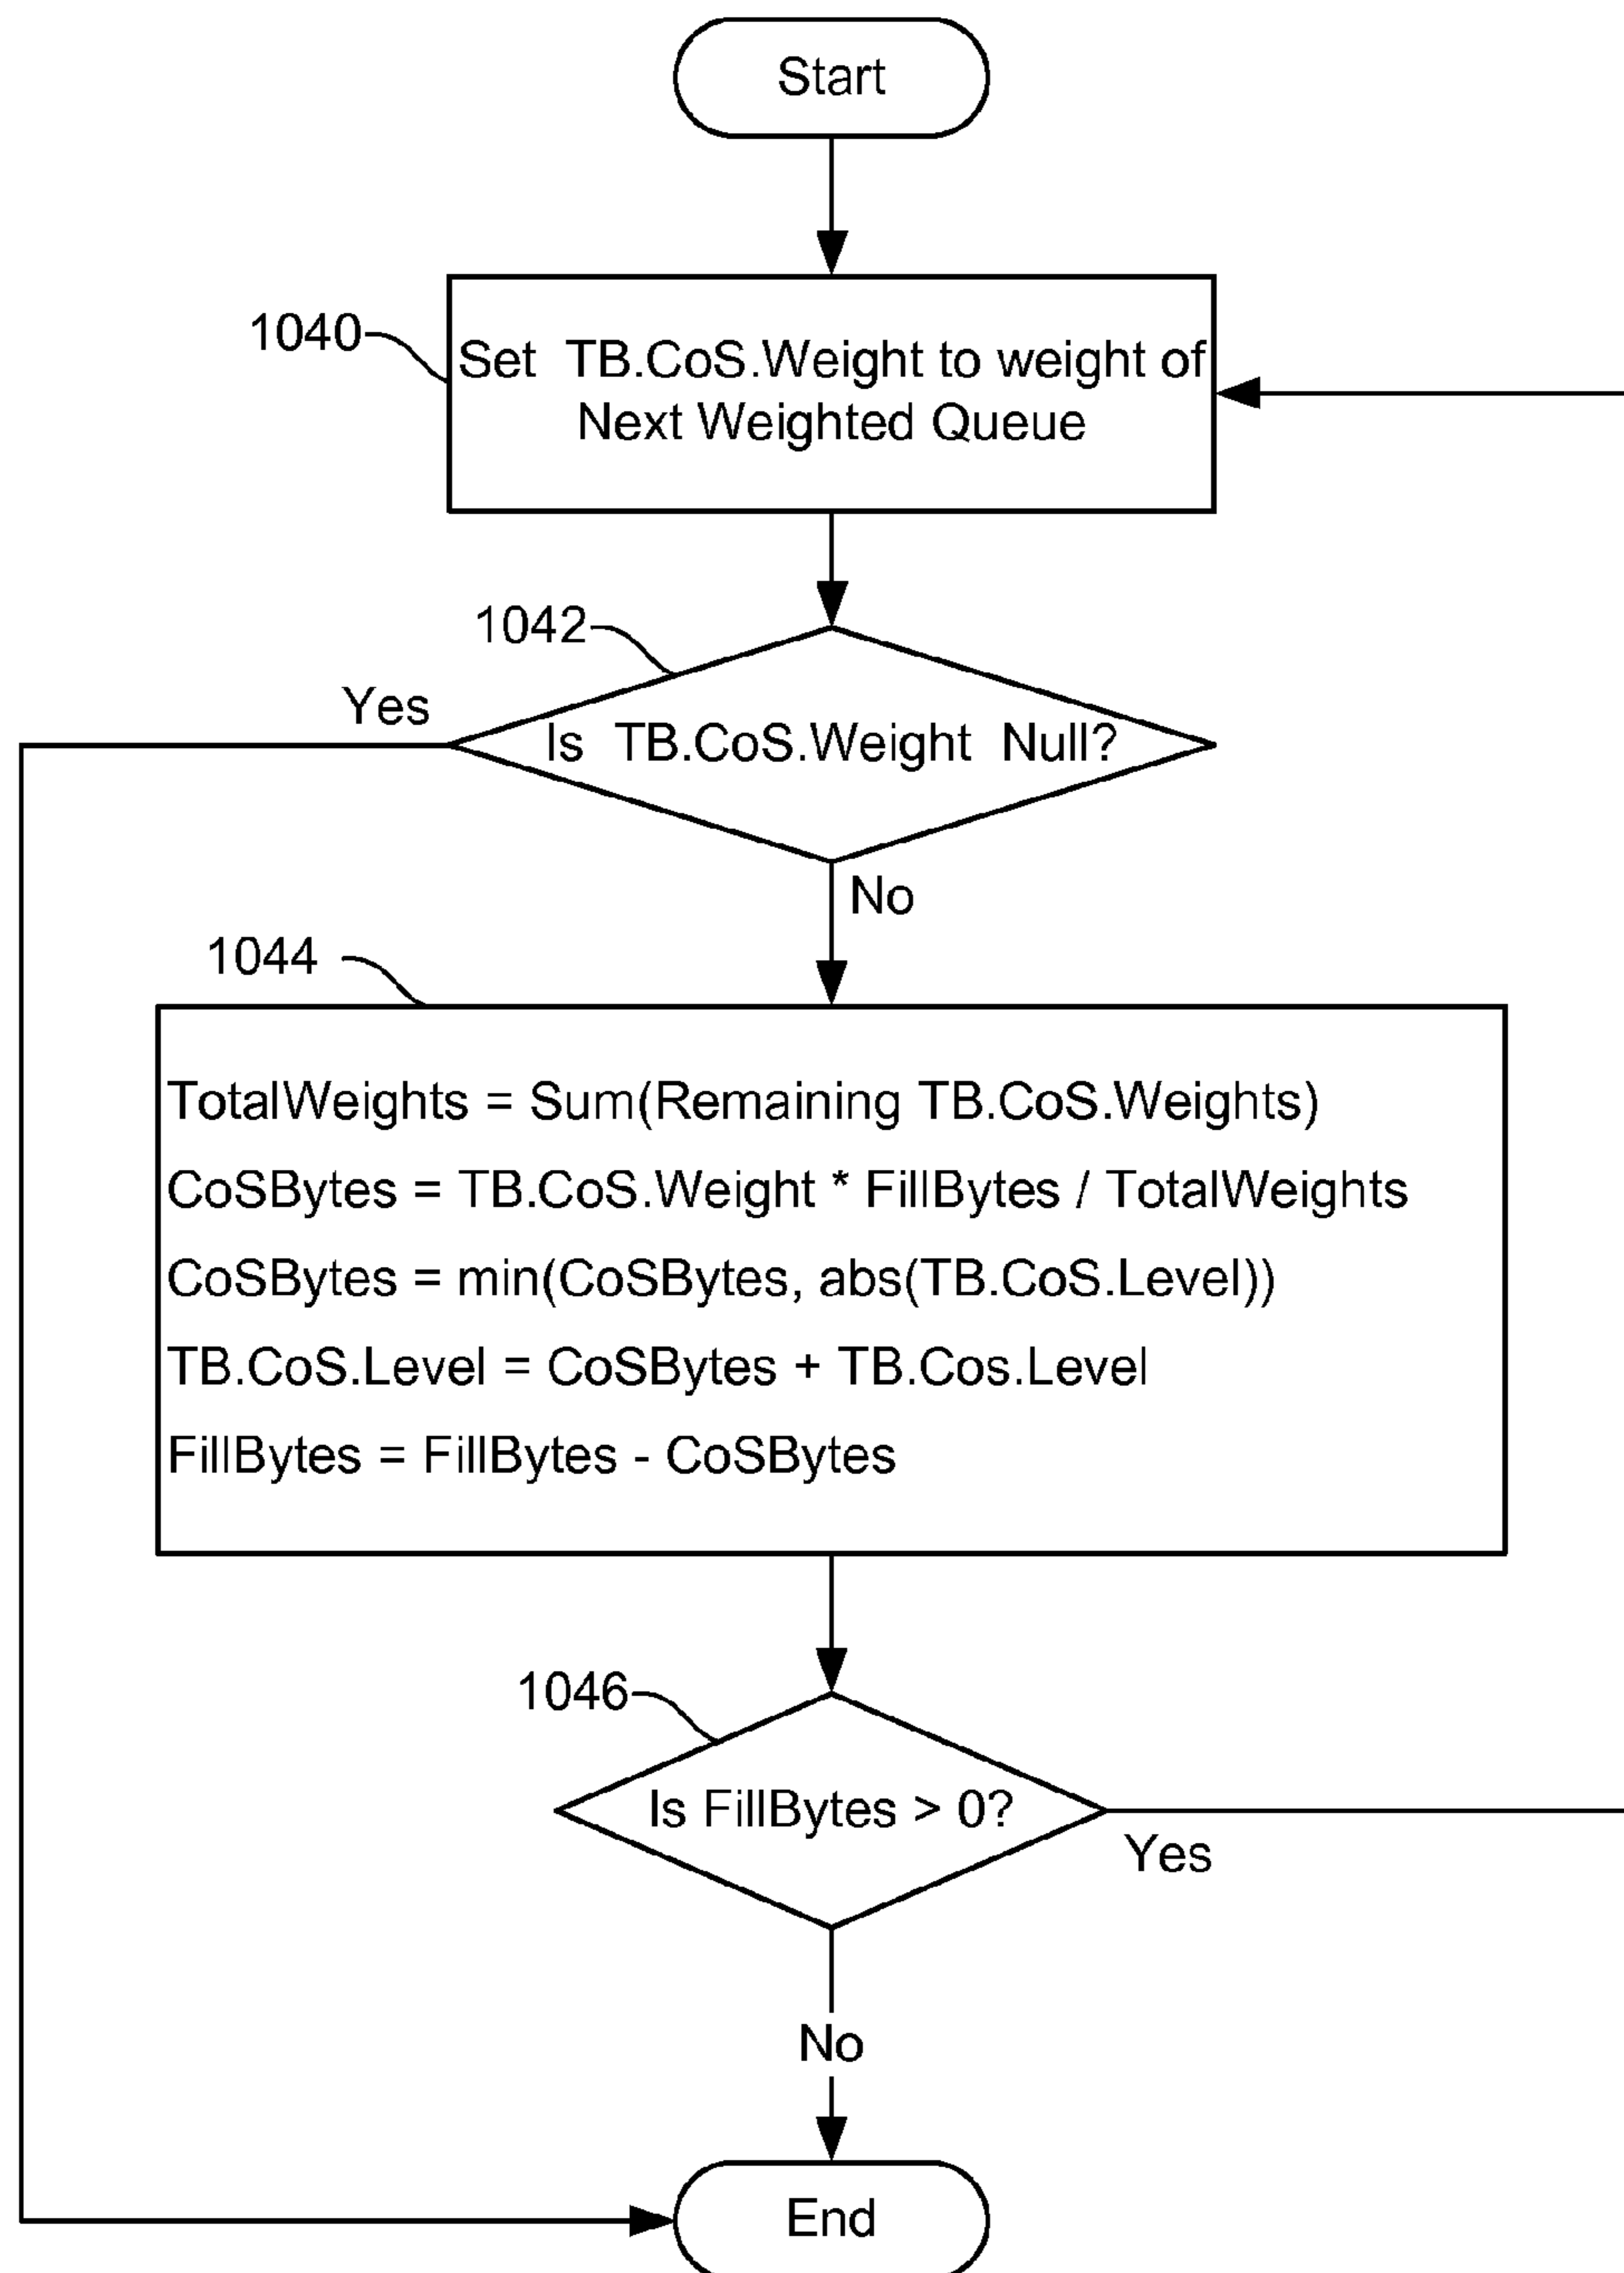 Start
1040
Set TB.CoS.Weight to weight of
Next Weighted Queue
1042
Yes
Is TB.CoS.Weight Null?
No
1044
TotalWeights = Sum(Remaining TB.CoS.Weights)
CoSBytes = TB.CoS.Weight * FillBytes / TotalWeights
CoSBytes = min(CoSBytes, abs(TB.CoS.Level))
TB.CoS.Level = CoSBytes + TB.Cos.Level
FillBytes = FillBytes - CoSBytes
1046
Is FillBytes > 0?
Yes
No
End